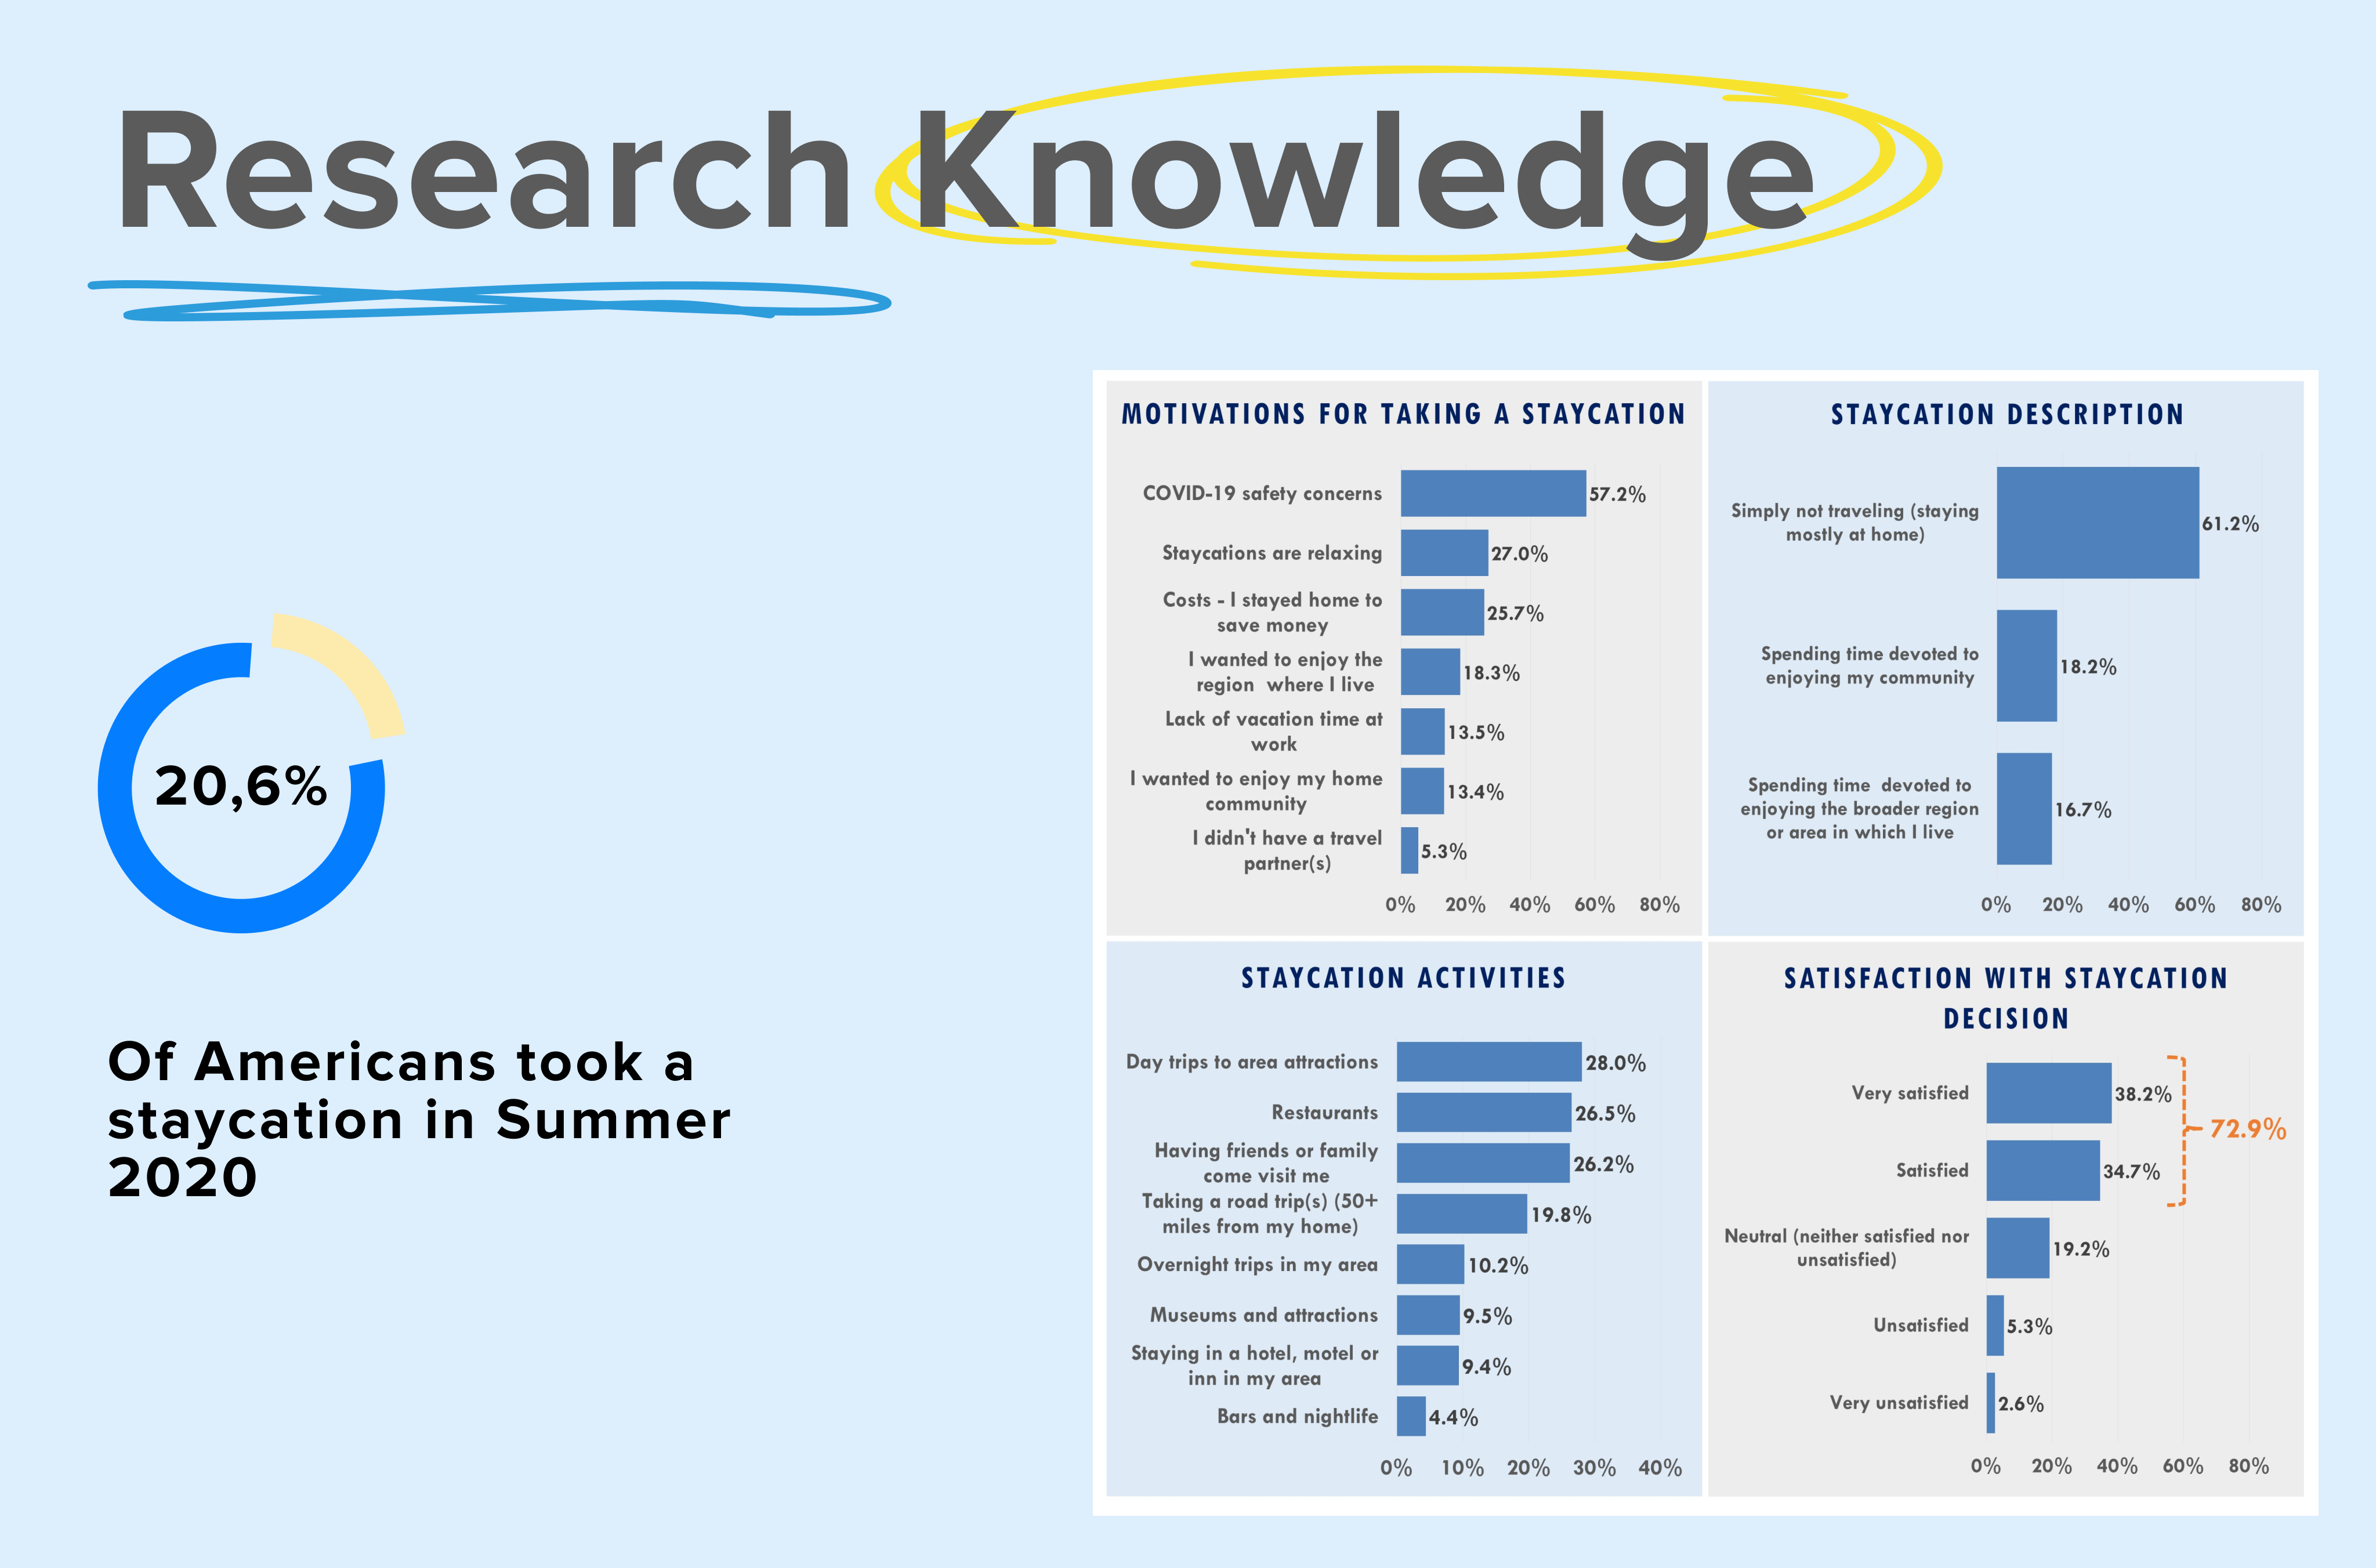 Research Knowledge
20,6%
Of Americans took a
staycation in Summer
2020
MOTIVATIONS FOR TAKING A STAYCATION
COVID-19 safety concerns
57.2%
Staycations are relaxing
27.0%
Costs - I stayed home to
save money
25.7%
I wanted to enjoy the
region where I live
18.3%
Lack of vacation time at
work
13.5%
I wanted to enjoy my home
community
13.4%
I didn't have a travel
partner(s)
5.3%
0% 20% 40% 60% 80%
STAYCATION DESCRIPTION
Simply not traveling (staying
mostly at home)
61.2%
Spending time devoted to
enjoying my community
18.2%
Spending time devoted to
enjoying the broader region
or area in which I live
16.7%
0% 20% 40% 60% 80%
STAYCATION ACTIVITIES
Day trips to area attractions
28.0%
Restaurants
26.5%
Having friends or family
come visit me
26.2%
Taking a road trip(s) (50+
miles from my home)
19.8%
Overnight trips in my area
10.2%
Museums and attractions
9.5%
Staying in a hotel, motel or
inn in my area
9.4%
Bars and nightlife
4.4%
0% 10% 20% 30% 40%
SATISFACTION WITH STAYCATION
DECISION
Very satisfied
38.2%
72.9%
Satisfied
34.7%
Neutral (neither satisfied nor
unsatisfied)
19.2%
Unsatisfied
5.3%
Very unsatisfied
2.6%
0% 20% 40% 60% 80%